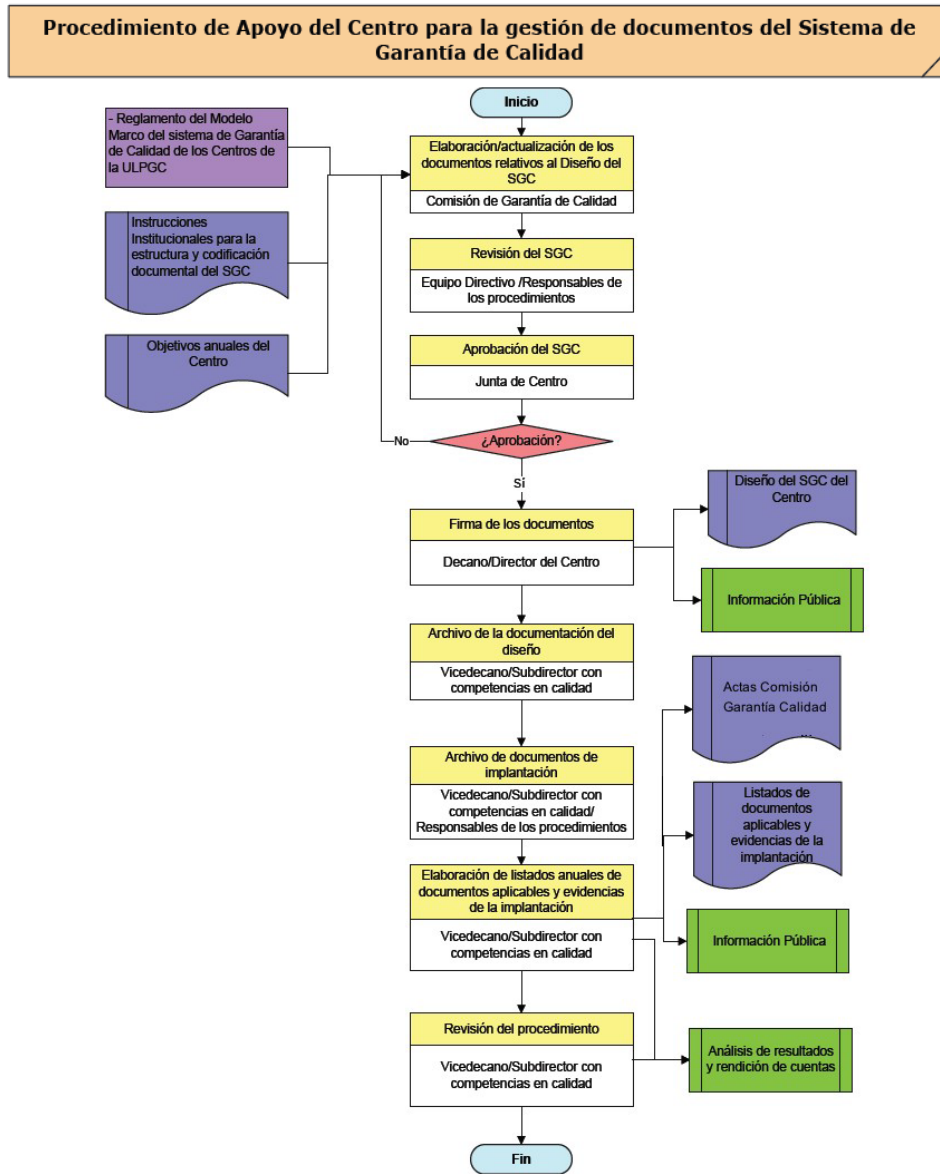 Procedimiento de Apoyo del Centro para la gestión de documentos del Sistema de
Garantía de Calidad
Inicio
- Reglamento del Modelo
Marco del sistema de Garantía
de Calidad de los Centros de
la ULPGC
Elaboración/actualización de los
documentos relativos al Diseño del
SGC
Comisión de Garantía de Calidad
Instrucciones
Institucionales para la
estructura y codificación
documental del SGC
Revisión del SGC
Equipo Directivo /Responsables de
los procedimientos
Objetivos anuales del
Centro
Aprobación del SGC
Junta de Centro
¿Aprobación?
No
Sí
Firma de los documentos
Decano/Director del Centro
Diseño del SGC del
Centro
Información Pública
Archivo de la documentación del
diseño
Vicedecano/Subdirector con
competencias en calidad
Actas Comisión
Garantía Calidad
Archivo de documentos de
implantación
Vicedecano/Subdirector con
competencias en calidad/
Responsables de los procedimientos
Listados de
documentos
aplicables y
evidencias de la
implantación
Elaboración de listados anuales de
documentos aplicables y evidencias
de la implantación
Vicedecano/Subdirector con
competencias en calidad
Información Pública
Revisión del procedimiento
Vicedecano/Subdirector con
competencias en calidad
Análisis de resultados
y rendición de cuentas
Fin